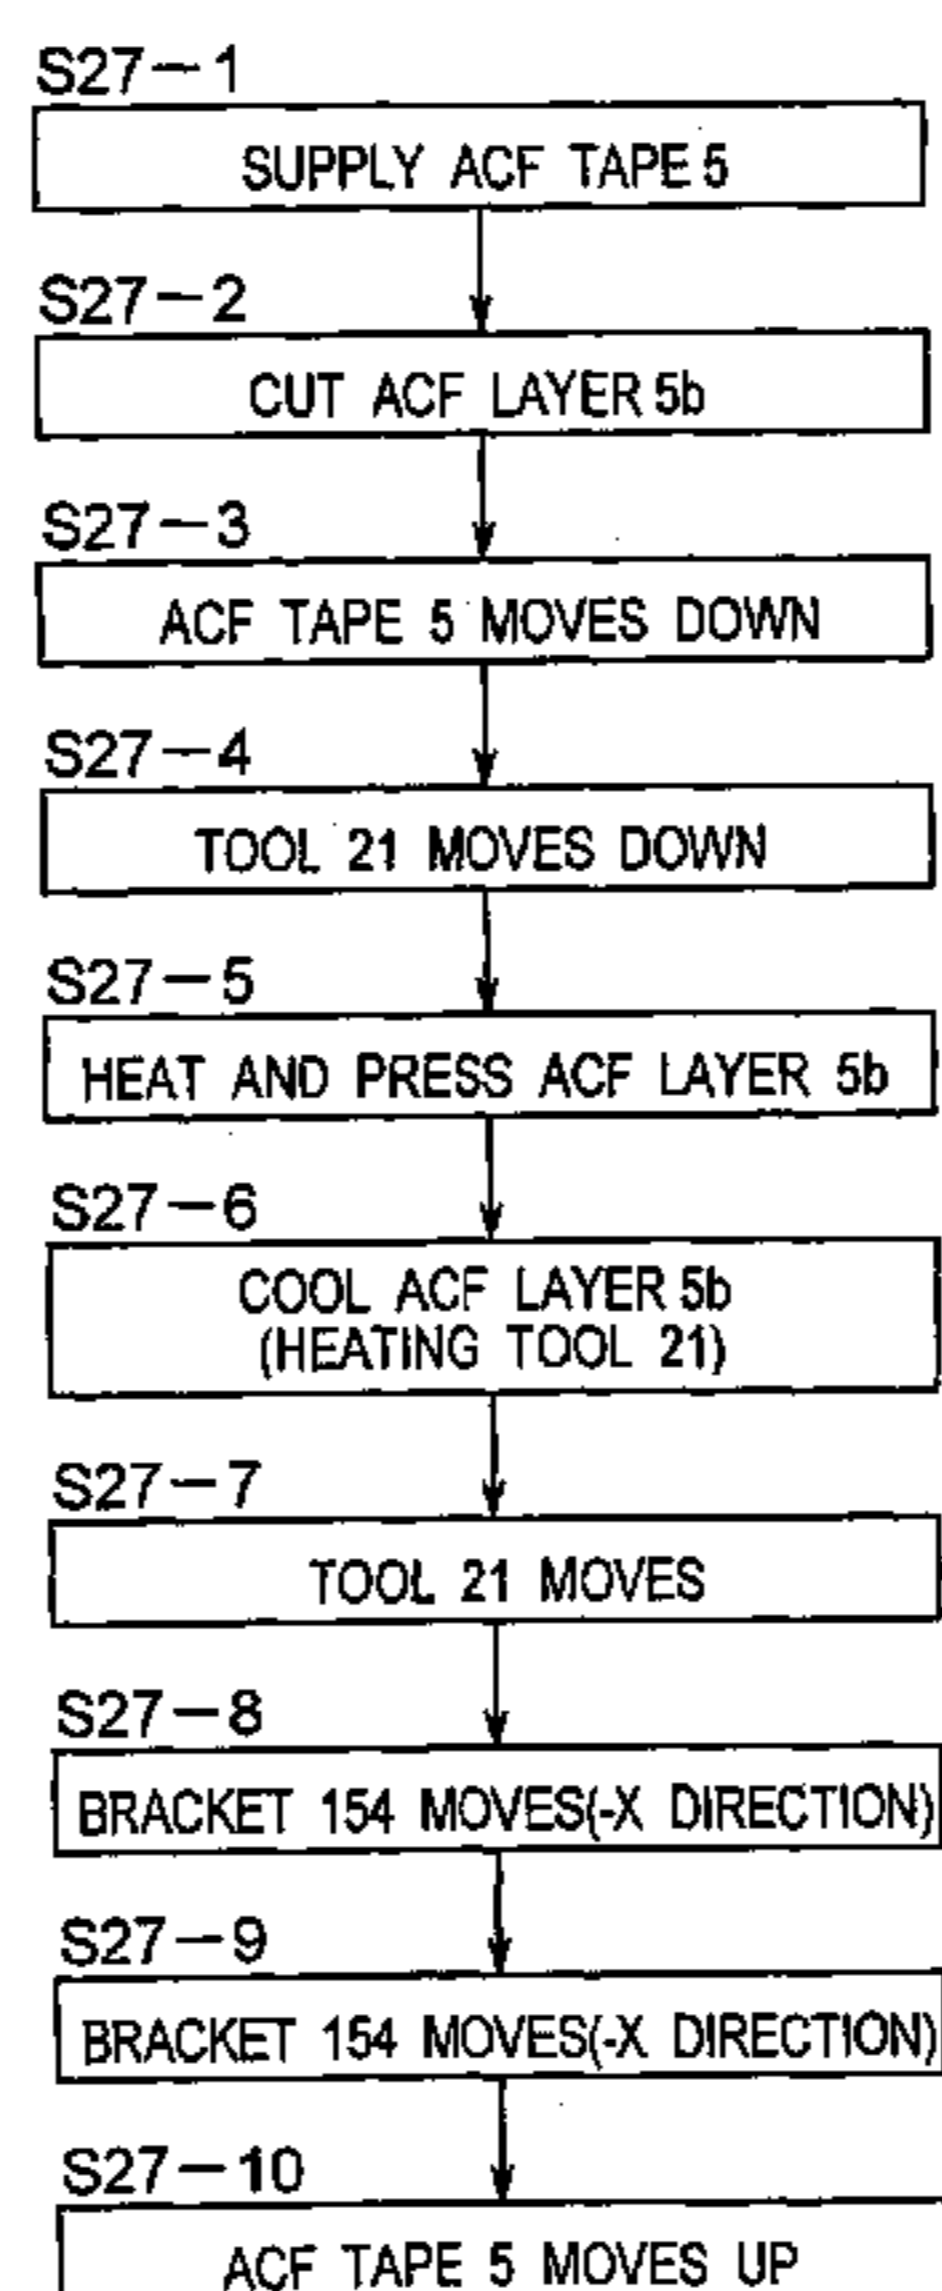 S27-1
SUPPLY ACF TAPE 5
S27-2
CUT ACF LAYER 5b
S27-3
ACF TAPE 5 MOVES DOWN
S27-4
TOOL 21 MOVES DOWN
S27-5
HEAT AND PRESS ACF LAYER 5b
S27-6
COOL ACF LAYER 5b
(HEATING TOOL 21)
S27-7
TOOL 21 MOVES
S27-8
BRACKET 154 MOVES(-X DIRECTION)
S27-9
BRACKET 154 MOVES(-X DIRECTION)
S27-10
ACF TAPE 5 MOVES UP